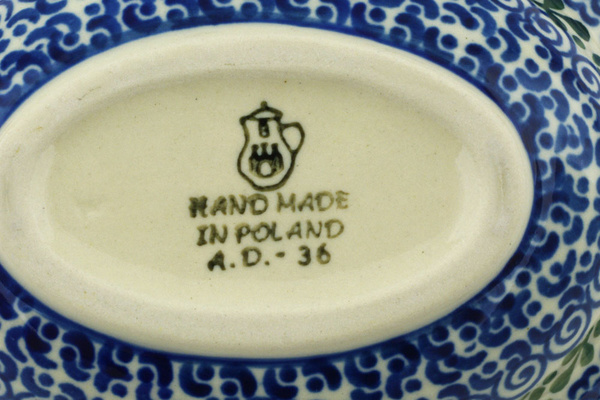 HAND MADE
IN POLAND
A.D.- 36